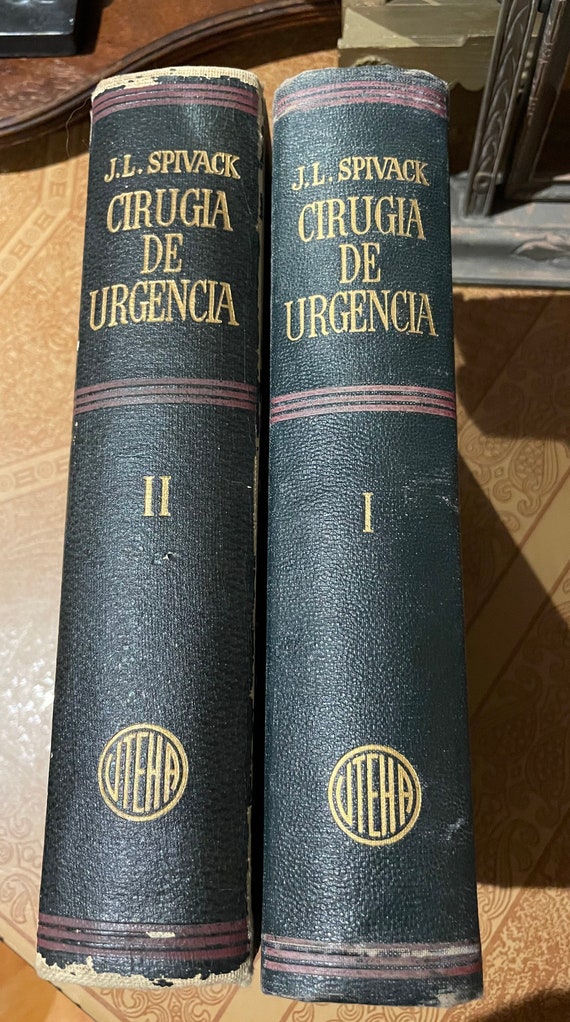 J.L. SPIVACK
CIRUGIA
DE
URGENCIA
II
UTEHA
J.L. SPIVACK
CIRUGIA
DE
URGENCIA
I
UTEHA